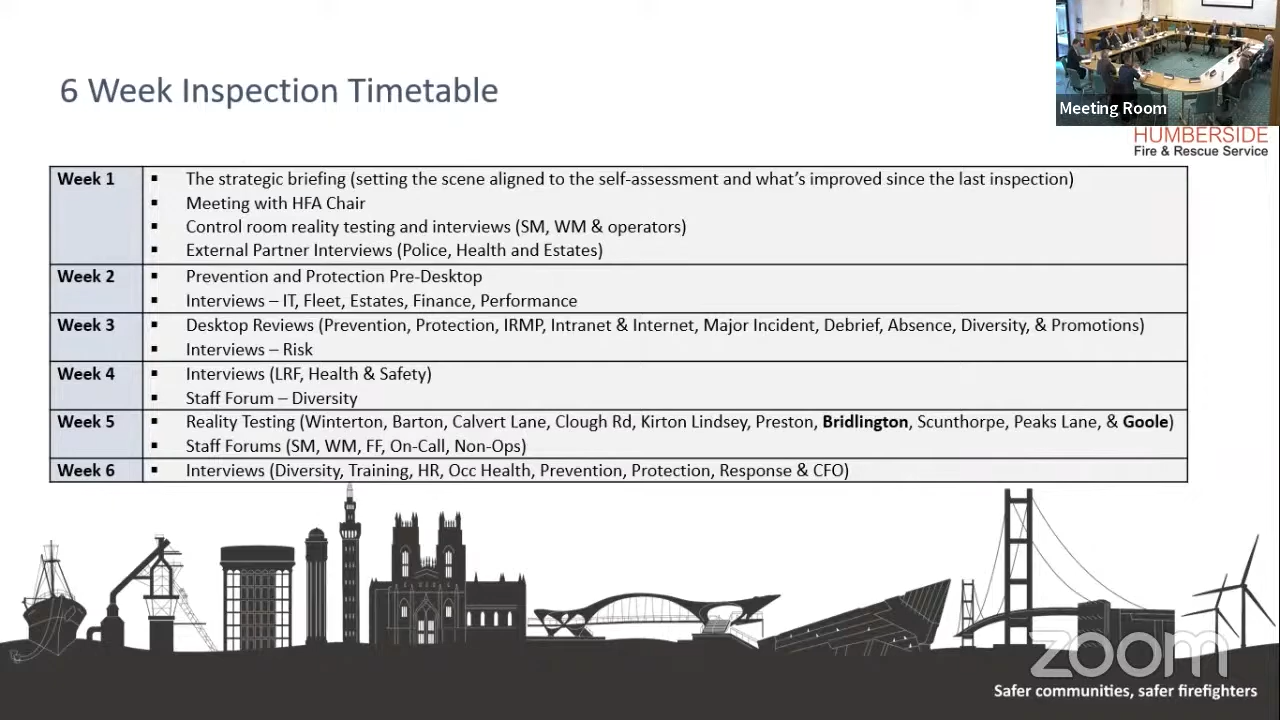 6 Week Inspection Timetable
Meeting Room
HUMBERSIDE
Fire & Rescue Service
Week 1
▪ The strategic briefing (setting the scene aligned to the self-assessment and what's improved since the last inspection)
▪ Meeting with HFA Chair
▪ Control room reality testing and interviews (SM, WM & operators)
▪ External Partner Interviews (Police, Health and Estates)
Week 2
▪ Prevention and Protection Pre-Desktop
▪ Interviews – IT, Fleet, Estates, Finance, Performance
Week 3
▪ Desktop Reviews (Prevention, Protection, IRMP, Intranet & Internet, Major Incident, Debrief, Absence, Diversity, & Promotions)
▪ Interviews – Risk
Week 4
▪ Interviews (LRF, Health & Safety)
▪ Staff Forum – Diversity
Week 5
▪ Reality Testing (Winterton, Barton, Calvert Lane, Clough Rd, Kirton Lindsey, Preston, Bridlington, Scunthorpe, Peaks Lane, & Goole)
▪ Staff Forums (SM, WM, FF, On-Call, Non-Ops)
Week 6
▪ Interviews (Diversity, Training, HR, Occ Health, Prevention, Protection, Response & CFO)
zoom
Safer communities, safer firefighters